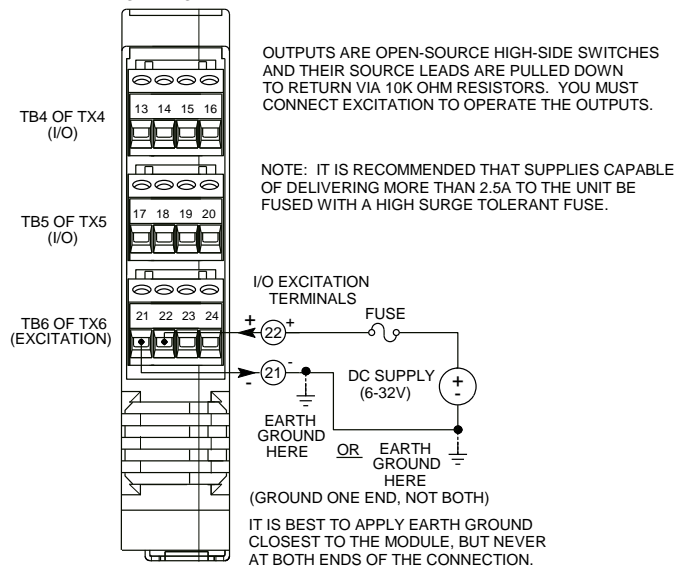 OUTPUTS ARE OPEN-SOURCE HIGH-SIDE SWITCHES
AND THEIR SOURCE LEADS ARE PULLED DOWN
TO RETURN VIA 10K OHM RESISTORS. YOU MUST
CONNECT EXCITATION TO OPERATE THE OUTPUTS.
TB4 OF TX4
(I/O)
13 14 15 16
NOTE: IT IS RECOMMENDED THAT SUPPLIES CAPABLE
OF DELIVERING MORE THAN 2.5A TO THE UNIT BE
FUSED WITH A HIGH SURGE TOLERANT FUSE.
TB5 OF TX5
(I/O)
17 18 19 20
TB6 OF TX6
(EXCITATION)
21 22 23 24
I/O EXCITATION
TERMINALS
FUSE
+ 22 +
- 21 -
DC SUPPLY
(6-32V)
+
-
EARTH
GROUND
HERE
OR
EARTH
GROUND
HERE
(GROUND ONE END, NOT BOTH)
IT IS BEST TO APPLY EARTH GROUND
CLOSEST TO THE MODULE, BUT NEVER
AT BOTH ENDS OF THE CONNECTION.